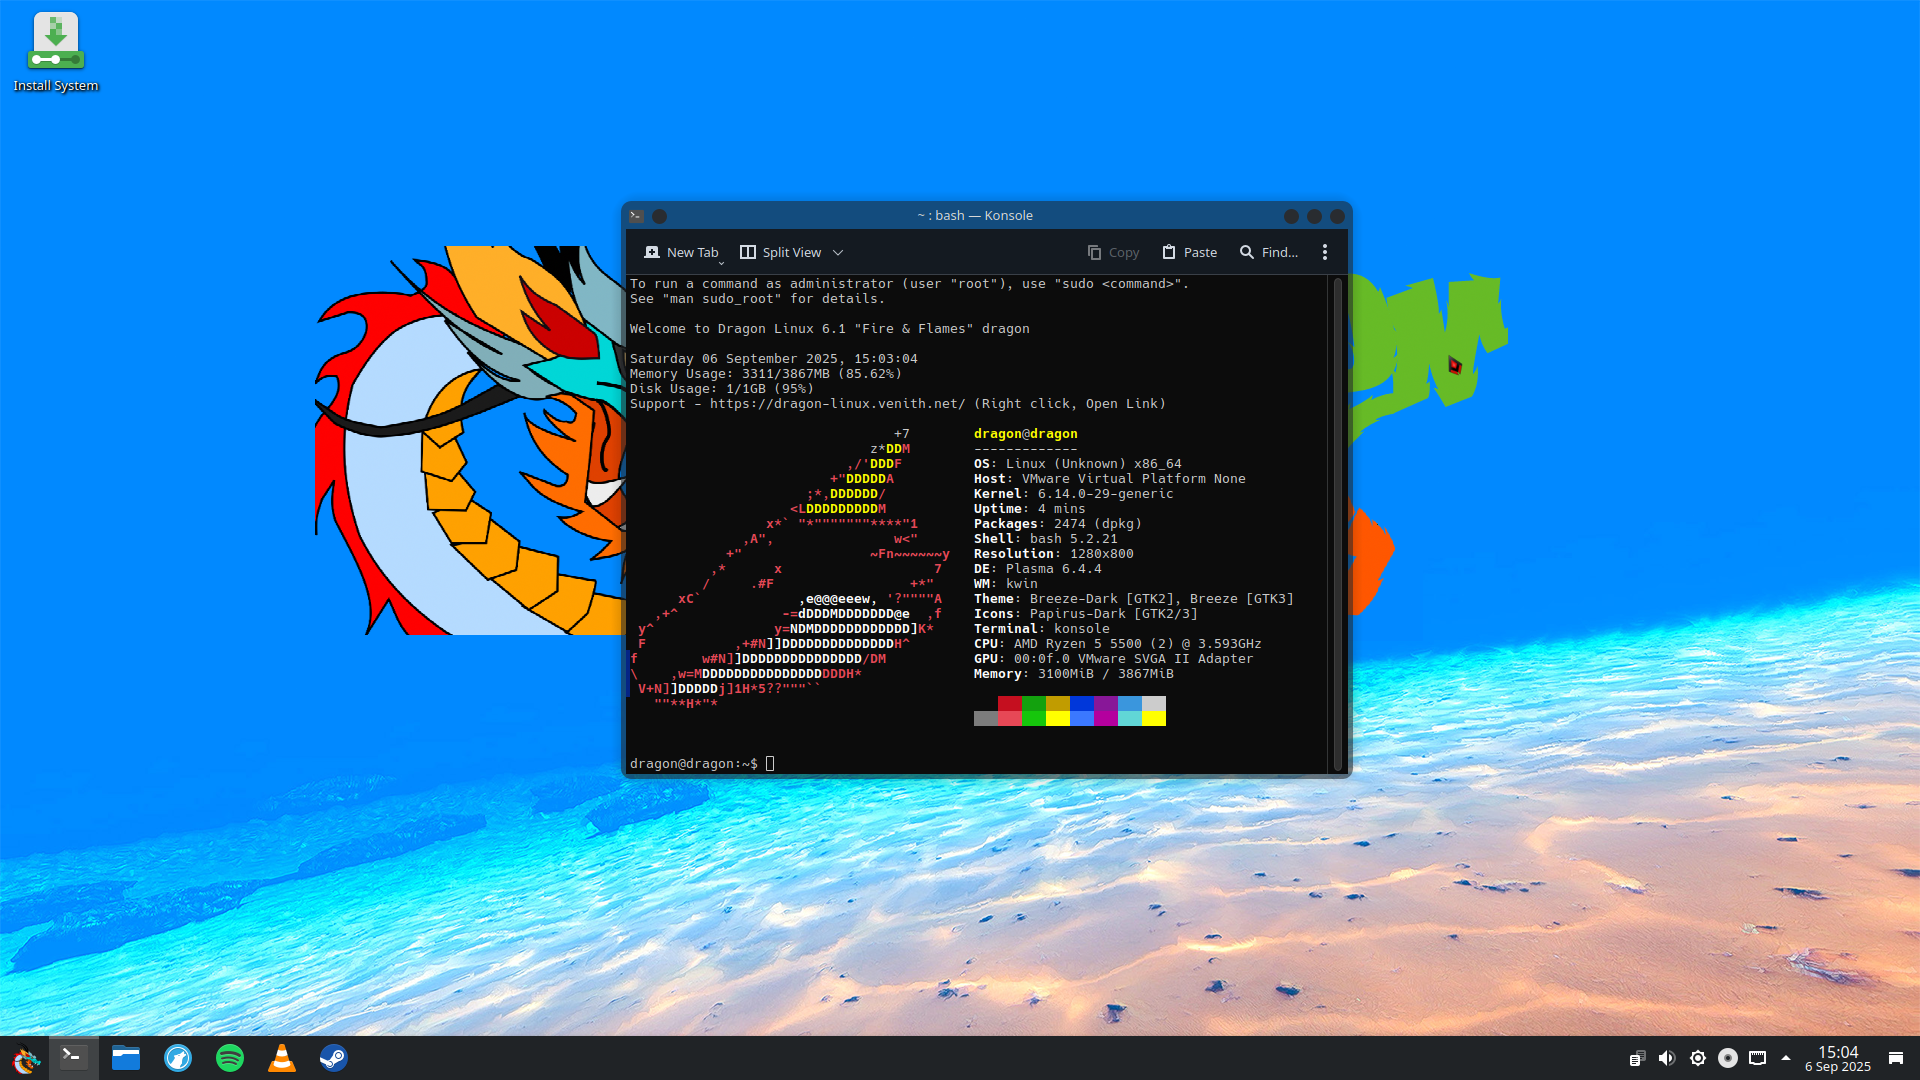 Install System
~ : bash — Konsole
New Tab
Split View
Copy
Paste
Find...
To run a command as administrator (user "root"), use "sudo <command>".
See "man sudo_root" for details.
Welcome to Dragon Linux 6.1 "Fire & Flames" dragon
Saturday 06 September 2025, 15:03:04
Memory Usage: 3311/3867MB (85.62%)
Disk Usage: 1/1GB (95%)
Support - https://dragon-linux.venith.net/ (Right click, Open Link)
dragon@dragon
-------------
OS: Linux (Unknown) x86_64
Host: VMware Virtual Platform None
Kernel: 6.14.0-29-generic
Uptime: 4 mins
Packages: 2474 (dpkg)
Shell: bash 5.2.21
Resolution: 1280x800
DE: Plasma 6.4.4
WM: kwin
Theme: Breeze-Dark [GTK2], Breeze [GTK3]
Icons: Papirus-Dark [GTK2/3]
Terminal: konsole
CPU: AMD Ryzen 5 5500 (2) @ 3.593GHz
GPU: 00:0f.0 VMware SVGA II Adapter
Memory: 3100MiB / 3867MiB
dragon@dragon:~$
15:04
6 Sep 2025